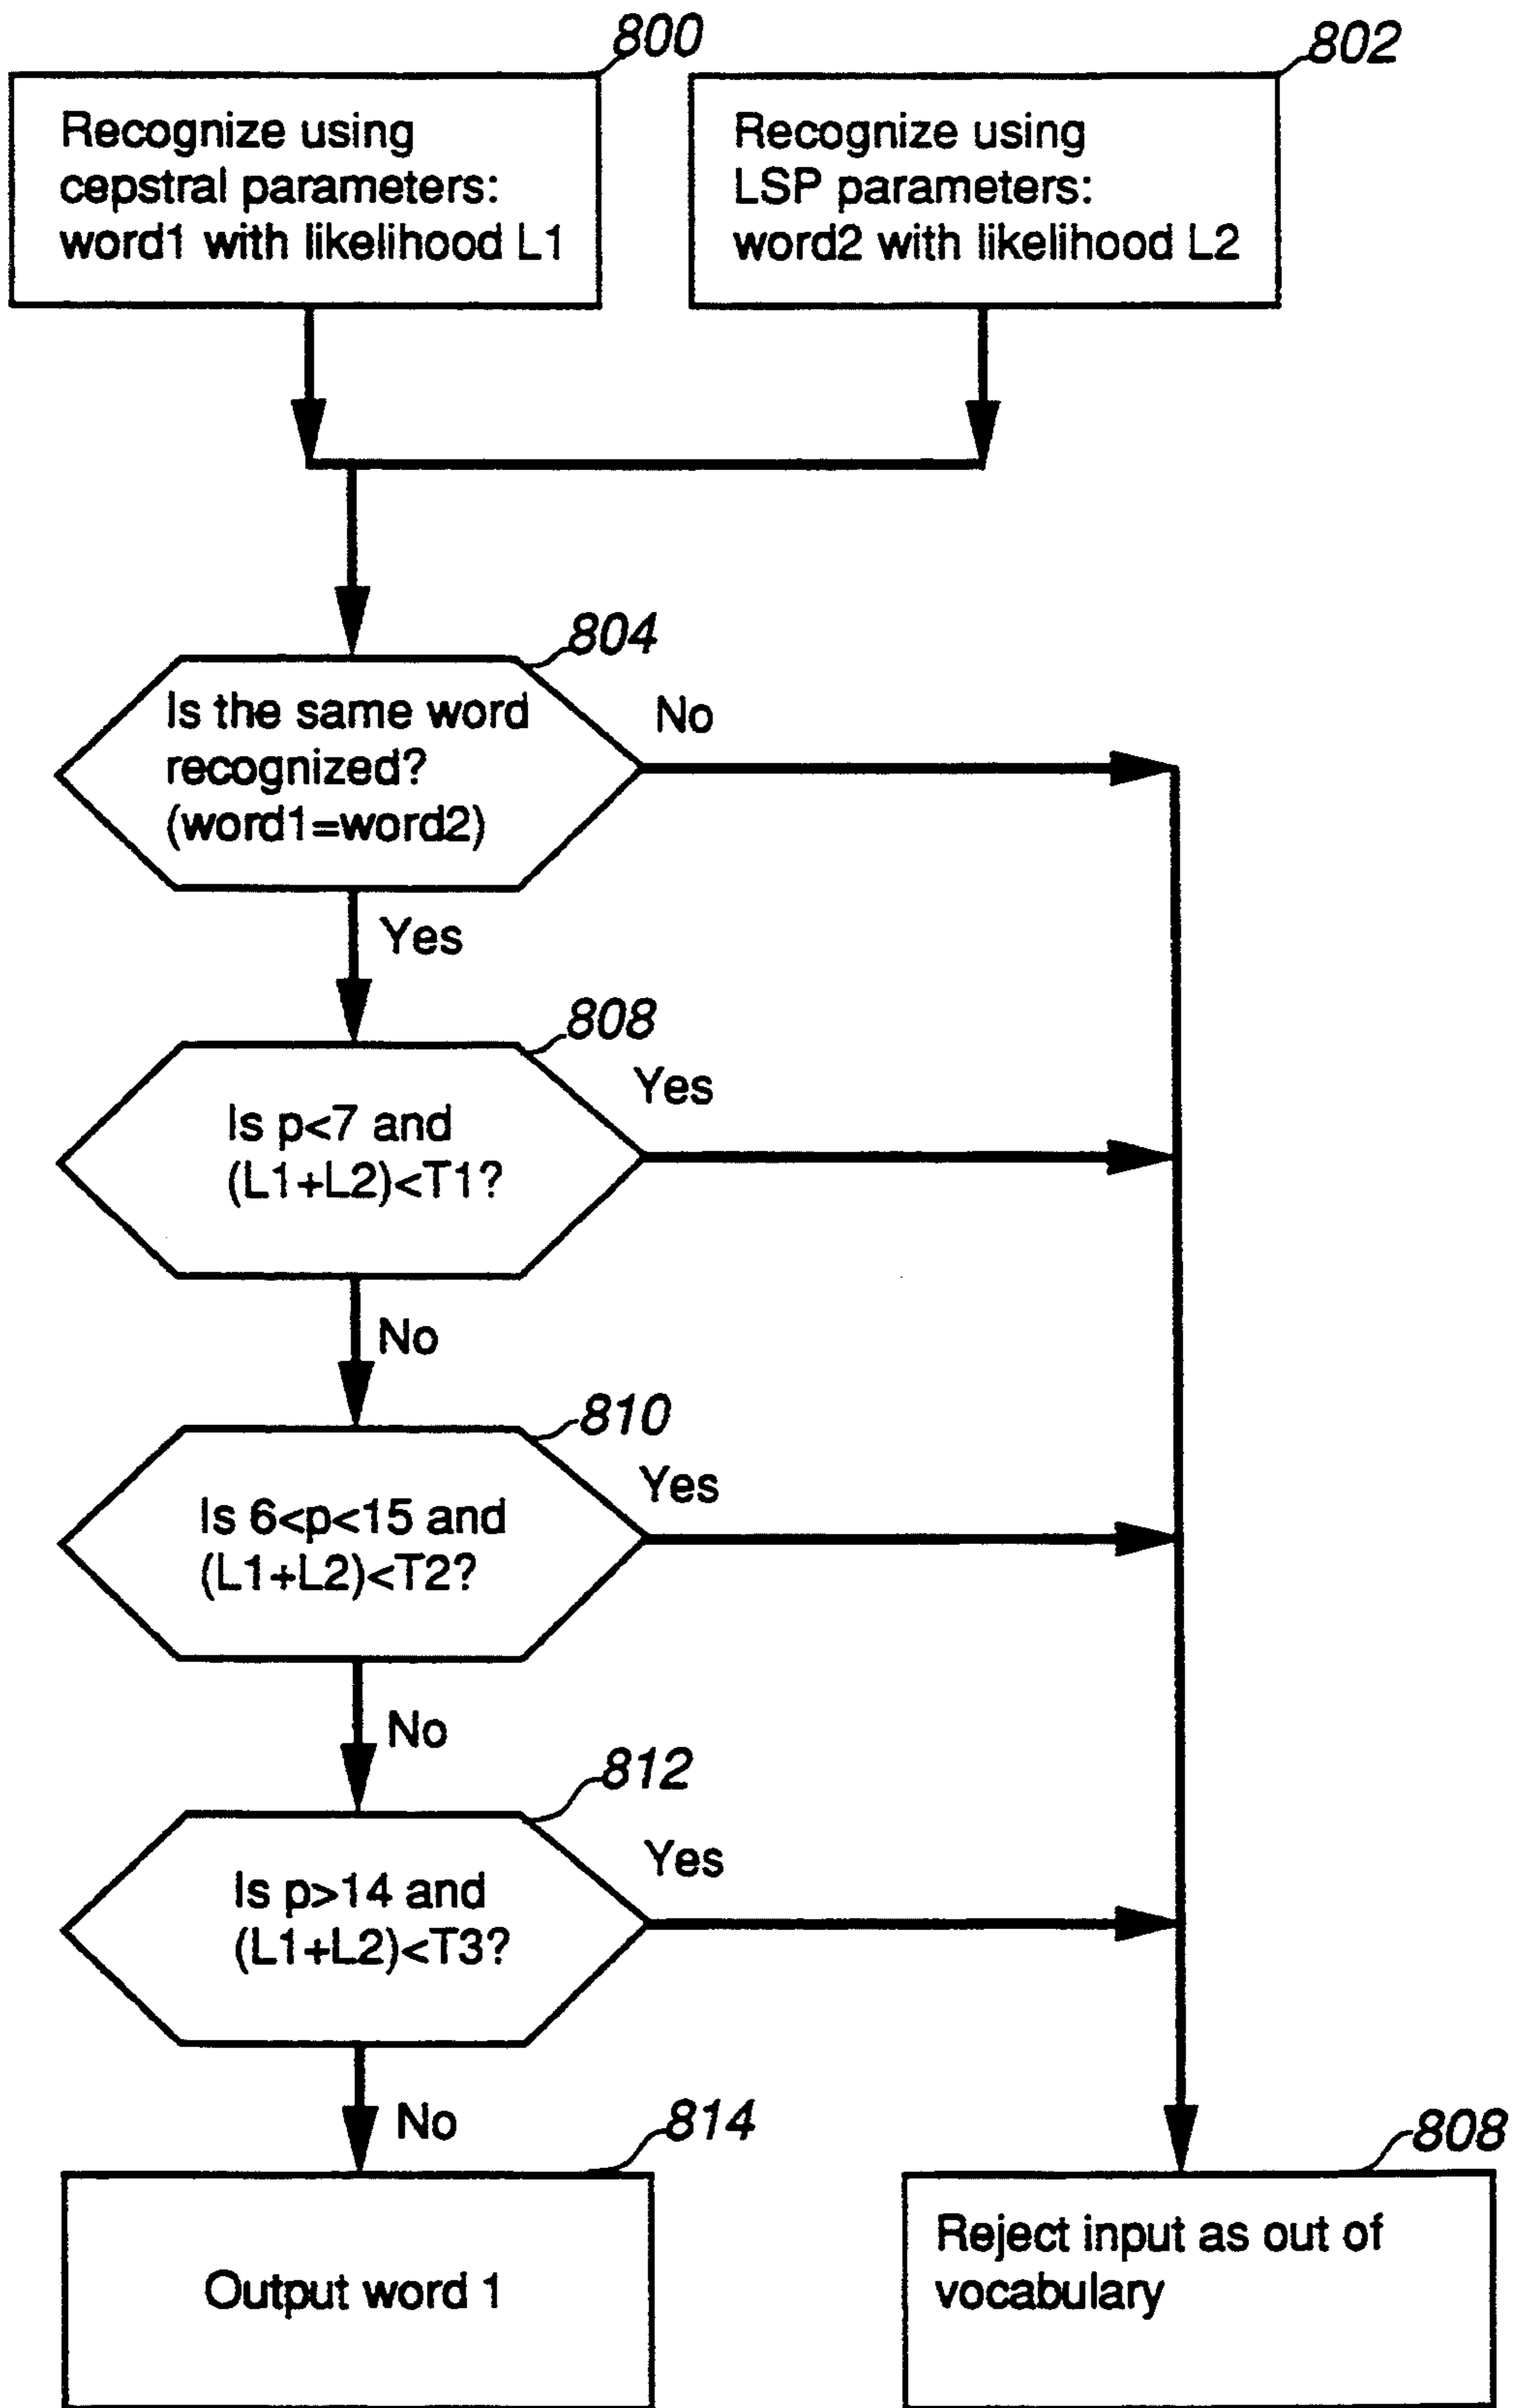 800
Recognize using
cepstral parameters:
word1 with likelihood L1
802
Recognize using
LSP parameters:
word2 with likelihood L2
804
Is the same word
recognized?
(word1=word2)
No
Yes
808
Is p<7 and
(L1+L2)<T1?
Yes
No
810
Is 6<p<15 and
(L1+L2)<T2?
Yes
No
812
Is p>14 and
(L1+L2)<T3?
Yes
No
814
Output word 1
808
Reject input as out of
vocabulary